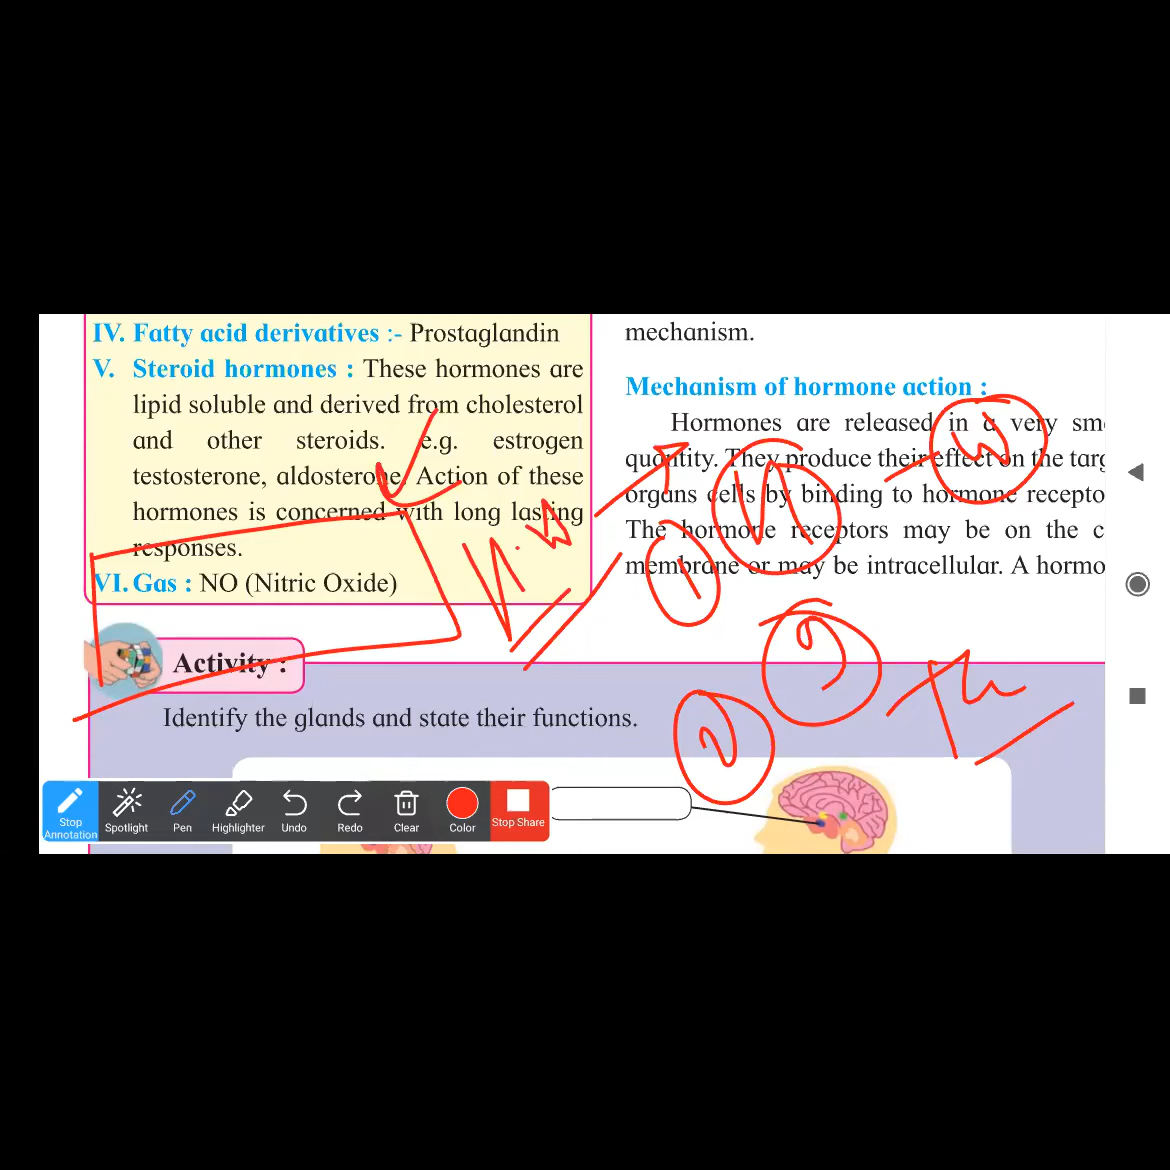 IV. Fatty acid derivatives :- Prostaglandin
V. Steroid hormones : These hormones are
lipid soluble and derived from cholesterol
and other steroids. e.g. estrogen
testosterone, aldosterone. Action of these
hormones is concerned with long lasting
responses.
VI. Gas : NO (Nitric Oxide)
mechanism.
Mechanism of hormone action :
Hormones are released in a very sm
quantity. They produce their effect on the targ
organs cells by binding to hormone recepto
The hormone receptors may be on the c
membrane or may be intracellular. A hormo
1
2
Activity :
Identify the glands and state their functions.
Stop Annotation
Spotlight
Pen
Highlighter
Undo
Redo
Clear
Color
Stop Share